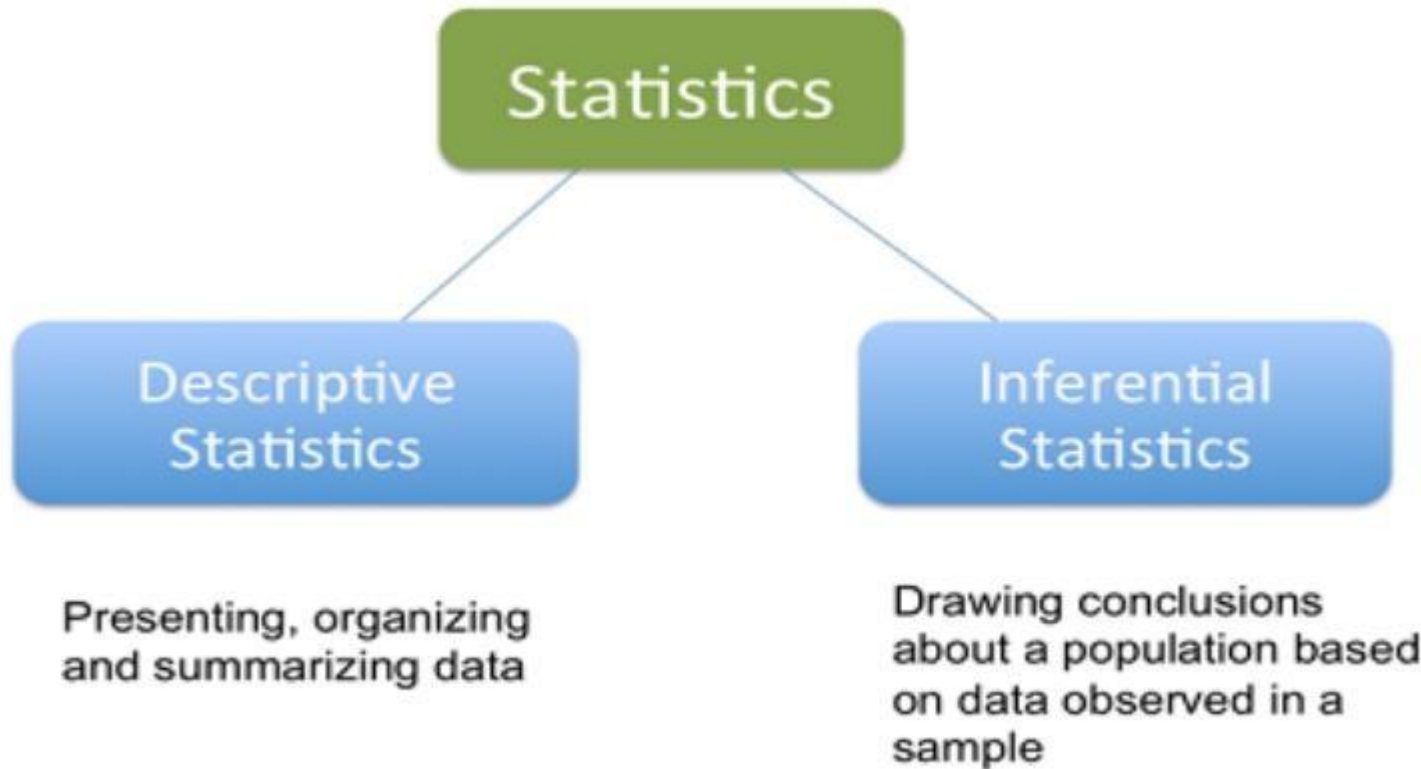 Statistics
Descriptive
Statistics
Inferential
Statistics
Presenting, organizing
and summarizing data
Drawing conclusions
about a population based
on data observed in a
sample